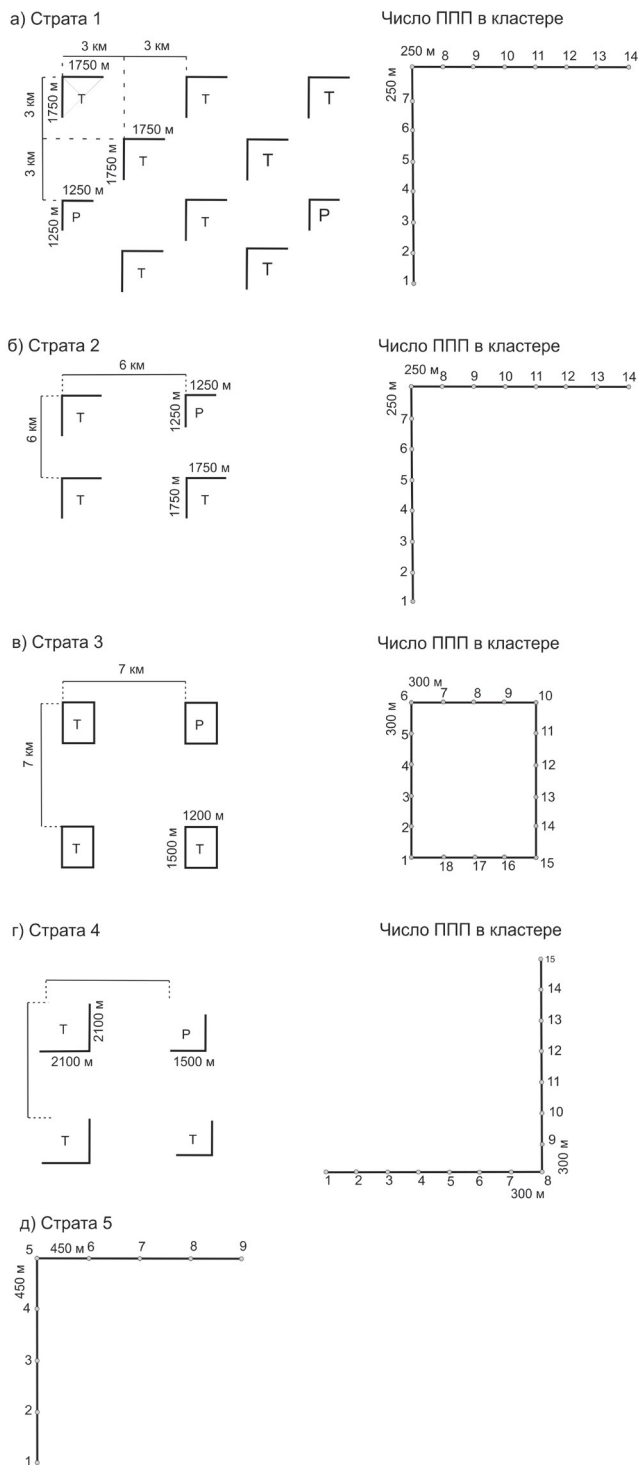 а) Страта 1
Число ППП в кластере
3 км 3 км
1750 м
3 км
1750 м
Т
Т
Т
1750 м
3 км
1750 м
Т
Т
1250 м
1250 м
Р
Т
Р
Т
Т
250 м 8 9 10 11 12 13 14
250 м
7
6
5
4
3
2
1
б) Страта 2
Число ППП в кластере
6 км
1250 м
6 км
Т
1250 м
Р
1750 м
Т
1750 м
Т
250 м 8 9 10 11 12 13 14
250 м
7
6
5
4
3
2
1
в) Страта 3
Число ППП в кластере
7 км
7 км
Т
Р
1200 м
Т
1500 м
Т
6 300 м 7 8 9 10
300 м
5
11
4
12
3
13
2
14
1
18 17 16 15
г) Страта 4
Число ППП в кластере
Т
2100 м
Р
2100 м
1500 м
Т
Т
15
14
13
12
11
10
9
300 м
1 2 3 4 5 6 7 8
300 м
д) Страта 5
5 450 м 6 7 8 9
450 м
4
3
2
1